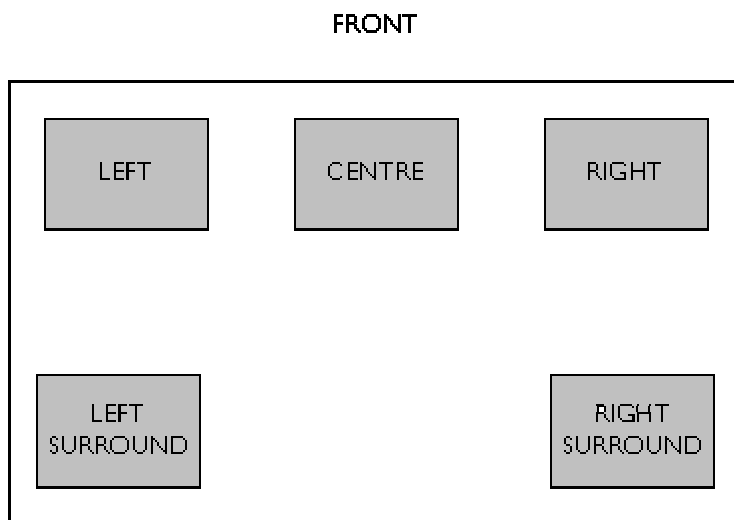 FRONT
LEFT
CENTRE
RIGHT
LEFT
SURROUND
RIGHT
SURROUND